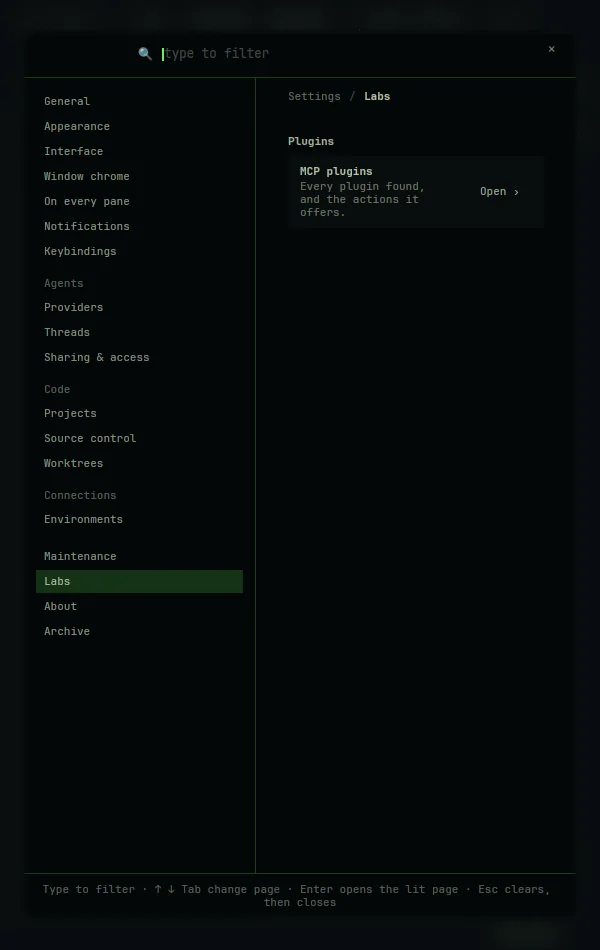 type to filter
×
General
Appearance
Interface
Window chrome
On every pane
Notifications
Keybindings
Agents
Providers
Threads
Sharing & access
Code
Projects
Source control
Worktrees
Connections
Environments
Maintenance
Labs
About
Archive
Settings / Labs
Plugins
MCP plugins
Every plugin found,
and the actions it
offers.
Open ›
Type to filter · ↑ ↓ Tab change page · Enter opens the lit page · Esc clears,
then closes